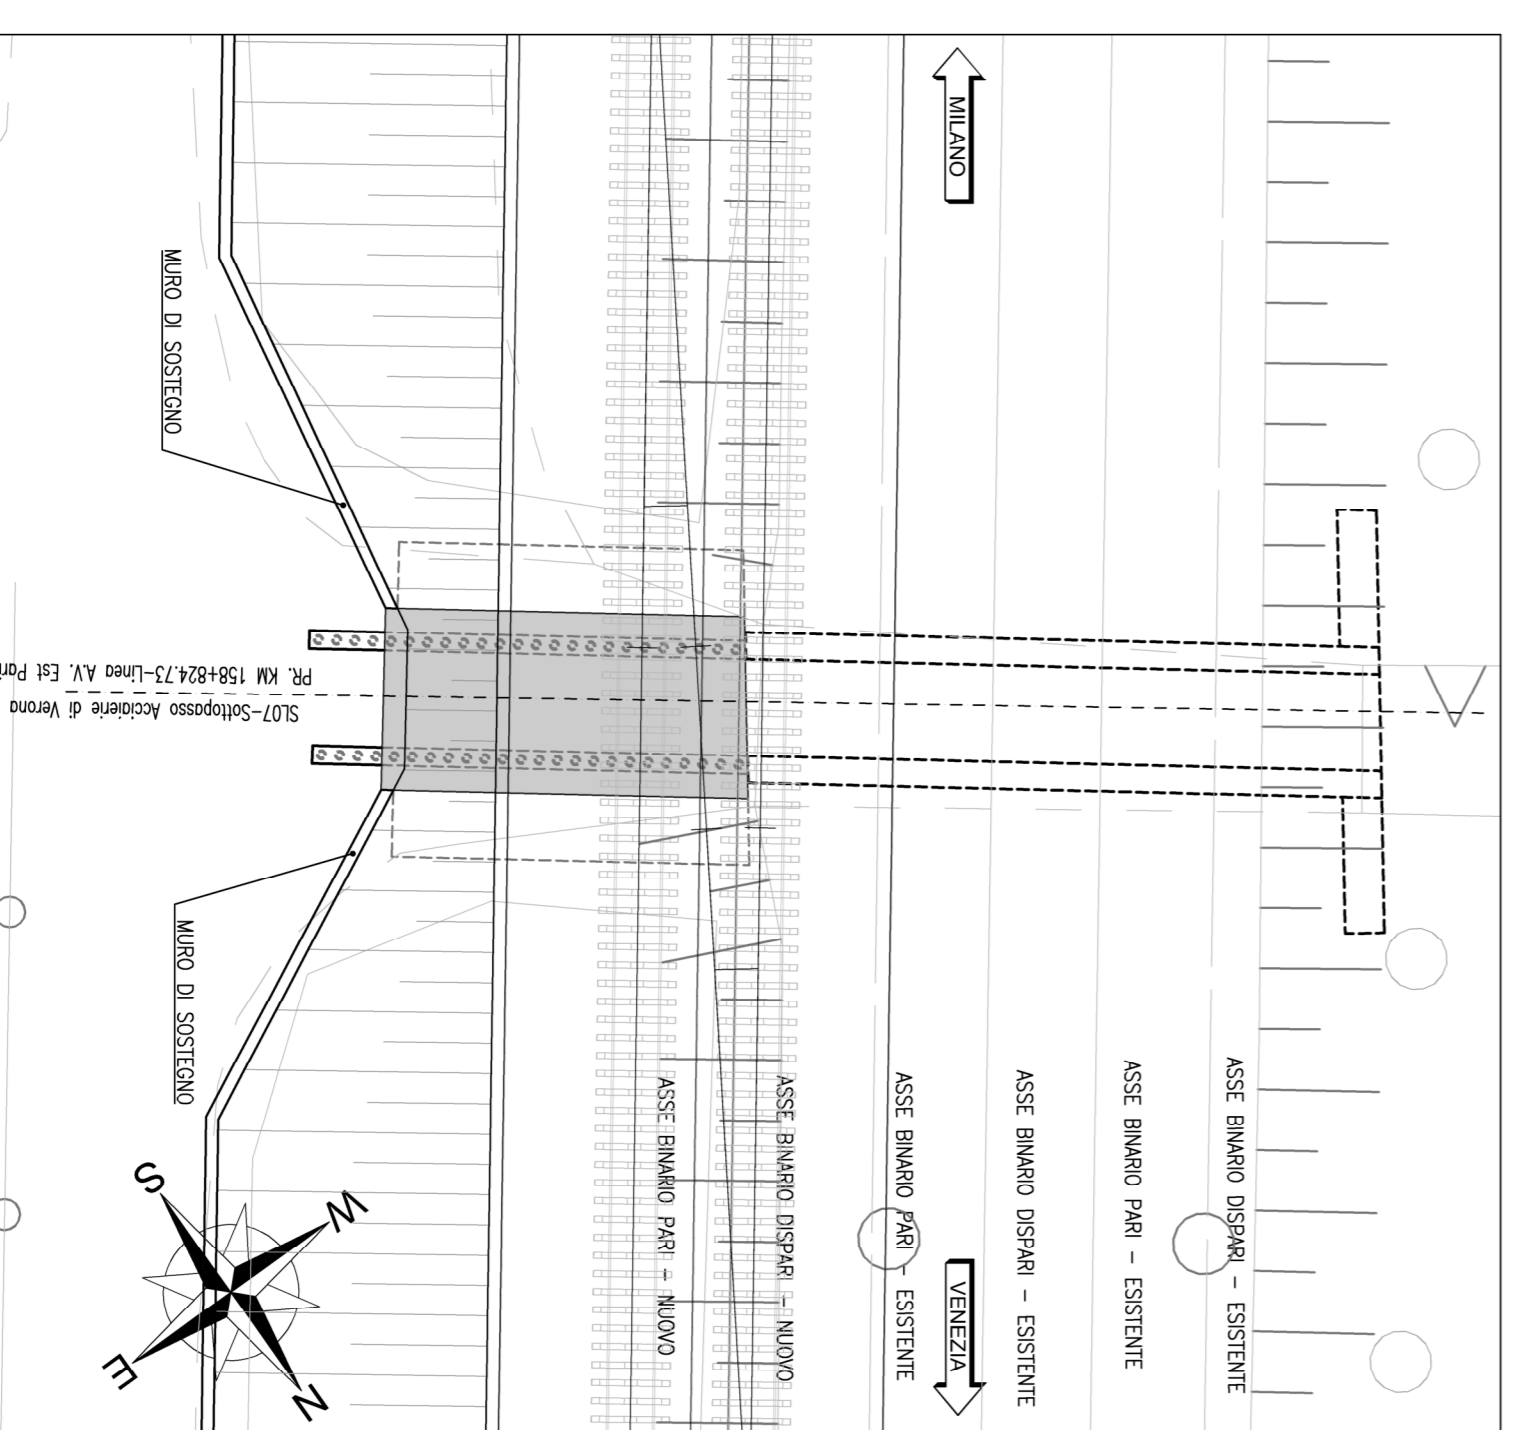 MILANO
MURO DI SOSTEGNO
PR. KM 158+824.73-Linea A.V. Est Pari
SL07-Sottopasso Acciaierie di Verona
MURO DI SOSTEGNO
ASSE BINARIO PARI - NUOVO
ASSE BINARIO DISPARI - NUOVO
ASSE BINARIO PARI - ESISTENTE
ASSE BINARIO DISPARI - ESISTENTE
ASSE BINARIO PARI - ESISTENTE
ASSE BINARIO DISPARI - ESISTENTE
VENEZIA
S
W
E
N